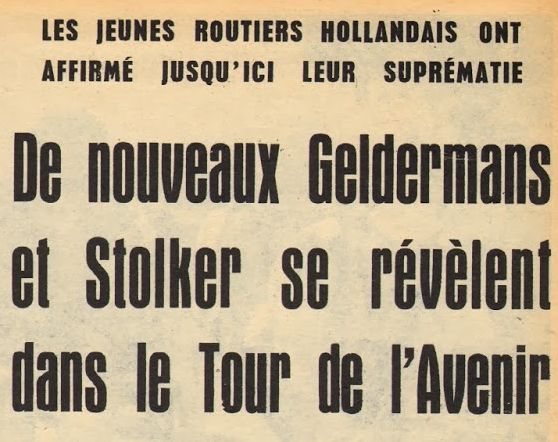 LES JEUNES ROUTIERS HOLLANDAIS ONT
AFFIRMÉ JUSQU'ICI LEUR SUPRÉMATIE
De nouveaux Geldermans
et Stolker se révèlent
dans le Tour de l'Avenir